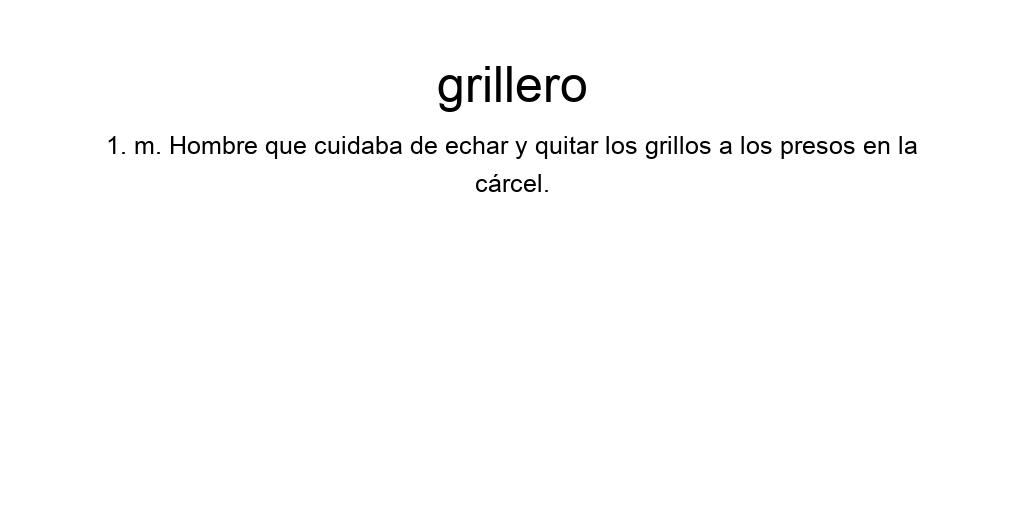 grillero
1. m. Hombre que cuidaba de echar y quitar los grillos a los presos en la
cárcel.